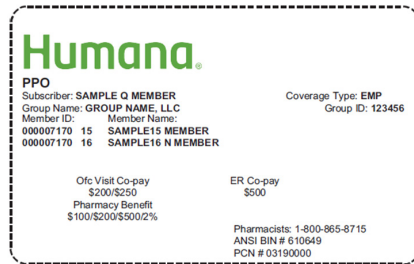 Humana®
PPO
Subscriber: SAMPLE Q MEMBER Coverage Type: EMP
Group Name: GROUP NAME, LLC Group ID: 123456
Member ID: Member Name:
000007170 15 SAMPLE15 MEMBER
000007170 16 SAMPLE16 N MEMBER
Ofc Visit Co-pay ER Co-pay
$200/$250 $500
Pharmacy Benefit
$100/$200/$500/2%
Pharmacists: 1-800-865-8715
ANSI BIN # 610649
PCN # 03190000